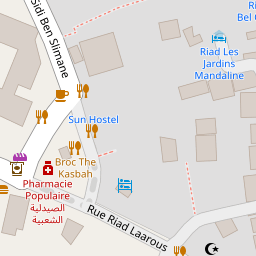 Sidi Ben Slimane
Ri
Bel
Riad Les
Jardins
Mandaline
Sun Hostel
Broc The
Kasbah
Pharmacie
Populaire
الصيدلية
الشعبية
Rue Riad Laarous